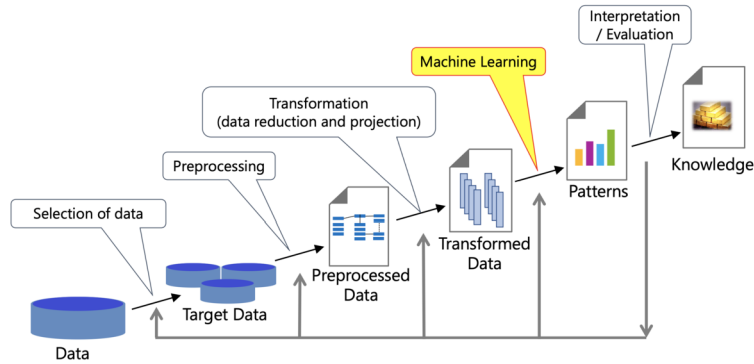 Interpretation
/ Evaluation
Machine Learning
Transformation
(data reduction and projection)
Preprocessing
Selection of data
Knowledge
Patterns
Transformed
Data
Preprocessed
Data
Target Data
Data